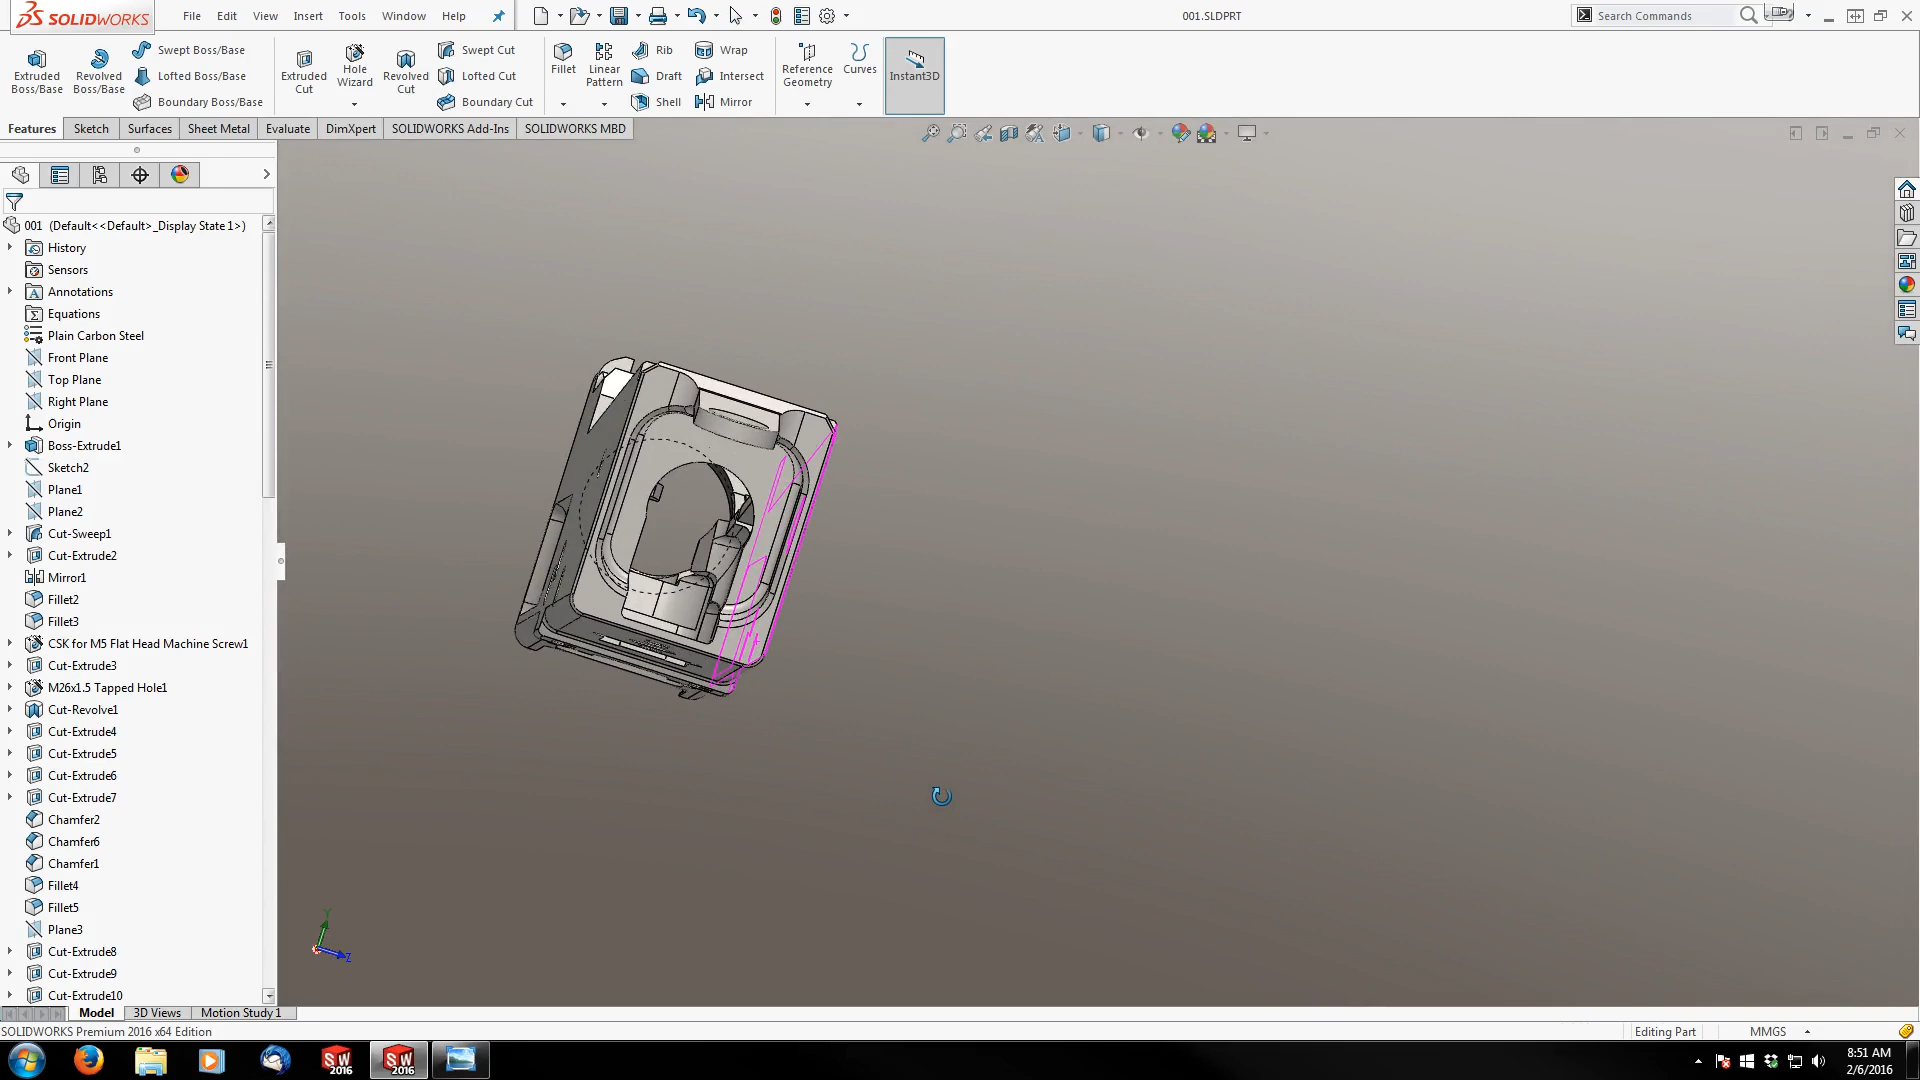 SOLIDWORKS
File Edit View Insert Tools Window Help
001.SLDPRT
Search Commands
Extruded Boss/Base
Revolved Boss/Base
Swept Boss/Base
Lofted Boss/Base
Boundary Boss/Base
Extruded Cut
Hole Wizard
Revolved Cut
Swept Cut
Lofted Cut
Boundary Cut
Fillet
Linear Pattern
Rib
Draft
Shell
Wrap
Intersect
Mirror
Reference Geometry
Curves
Instant3D
Features Sketch Surfaces Sheet Metal Evaluate DimXpert SOLIDWORKS Add-Ins SOLIDWORKS MBD
001 (Default<<Default>_Display State 1>)
History
Sensors
Annotations
Equations
Plain Carbon Steel
Front Plane
Top Plane
Right Plane
Origin
Boss-Extrude1
Sketch2
Plane1
Plane2
Cut-Sweep1
Cut-Extrude2
Mirror1
Fillet2
Fillet3
CSK for M5 Flat Head Machine Screw1
Cut-Extrude3
M26x1.5 Tapped Hole1
Cut-Revolve1
Cut-Extrude4
Cut-Extrude5
Cut-Extrude6
Cut-Extrude7
Chamfer2
Chamfer6
Chamfer1
Fillet4
Fillet5
Plane3
Cut-Extrude8
Cut-Extrude9
Cut-Extrude10
Y
Z
Model 3D Views Motion Study 1
SOLIDWORKS Premium 2016 x64 Edition
Editing Part
MMGS
SW 2016
SW 2016
8:51 AM
2/6/2016